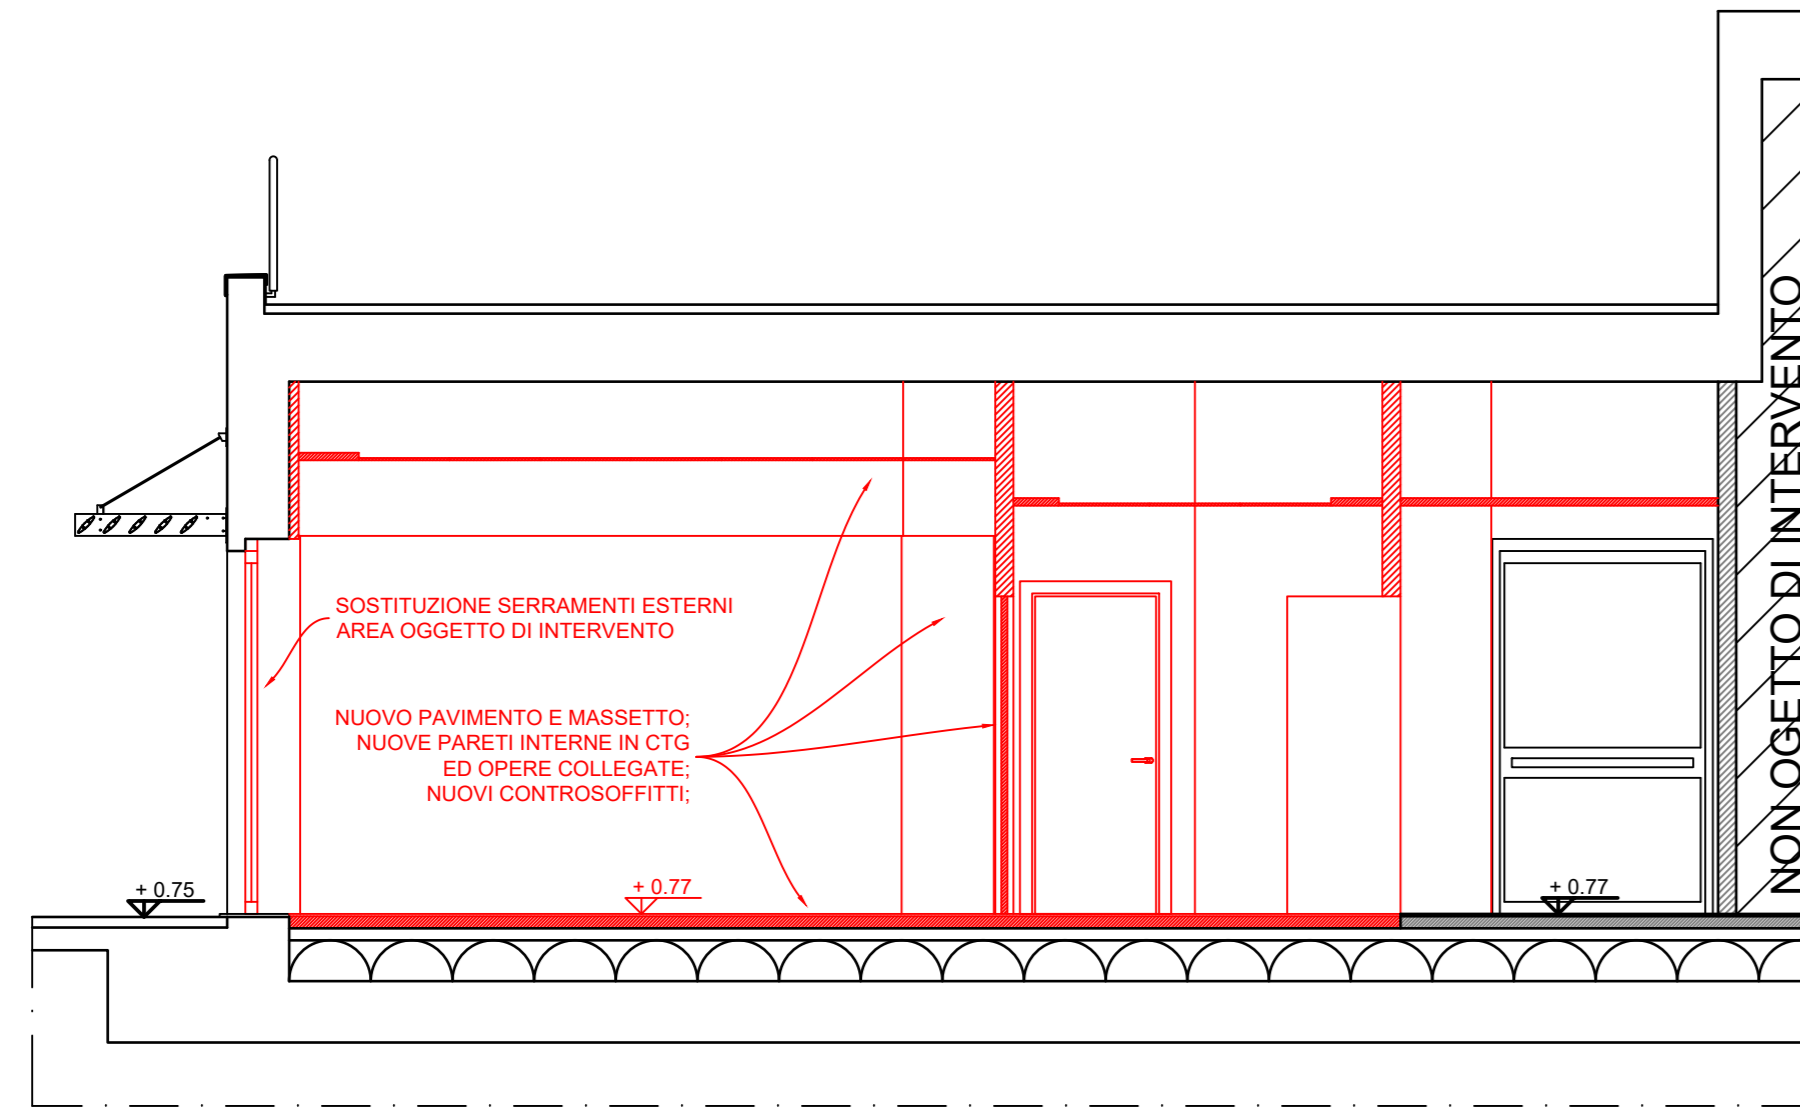 SOSTITUZIONE SERRAMENTI ESTERNI
AREA OGGETTO DI INTERVENTO
NUOVO PAVIMENTO E MASSETTO;
NUOVE PARETI INTERNE IN CTG
ED OPERE COLLEGATE;
NUOVI CONTROSOFFITTI;
+ 0.75
+ 0.77
+ 0.77
NON OGETTO DI INTERVENTO